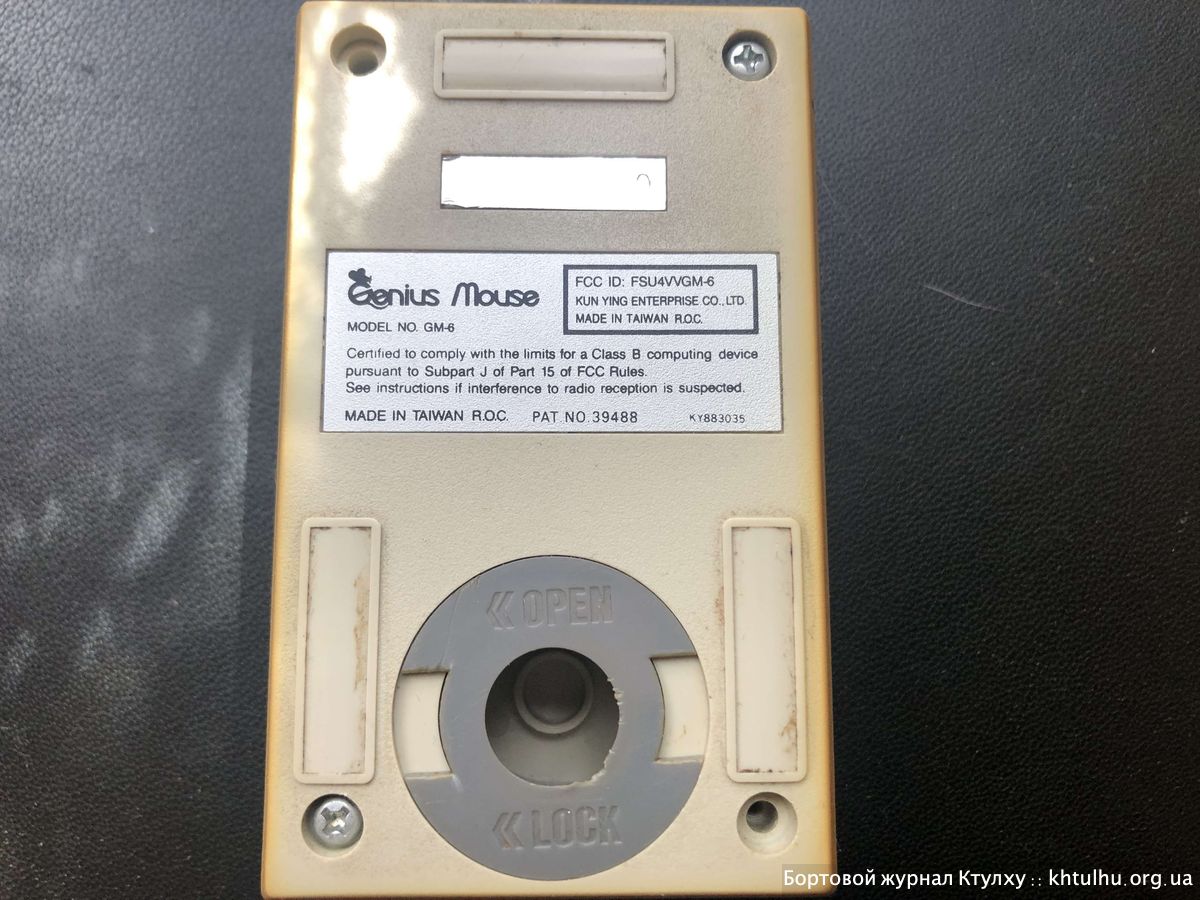 Genius Mouse
MODEL NO. GM-6
FCC ID: FSU4VVGM-6
KUN YING ENTERPRISE CO., LTD.
MADE IN TAIWAN R.O.C.
Certified to comply with the limits for a Class B computing device
pursuant to Subpart J of Part 15 of FCC Rules.
See instructions if interference to radio reception is suspected.
MADE IN TAIWAN R.O.C. PAT NO.39488 KY883035
« OPEN
« LOCK
Бортовой журнал Ктулху :: khtulhu.org.ua